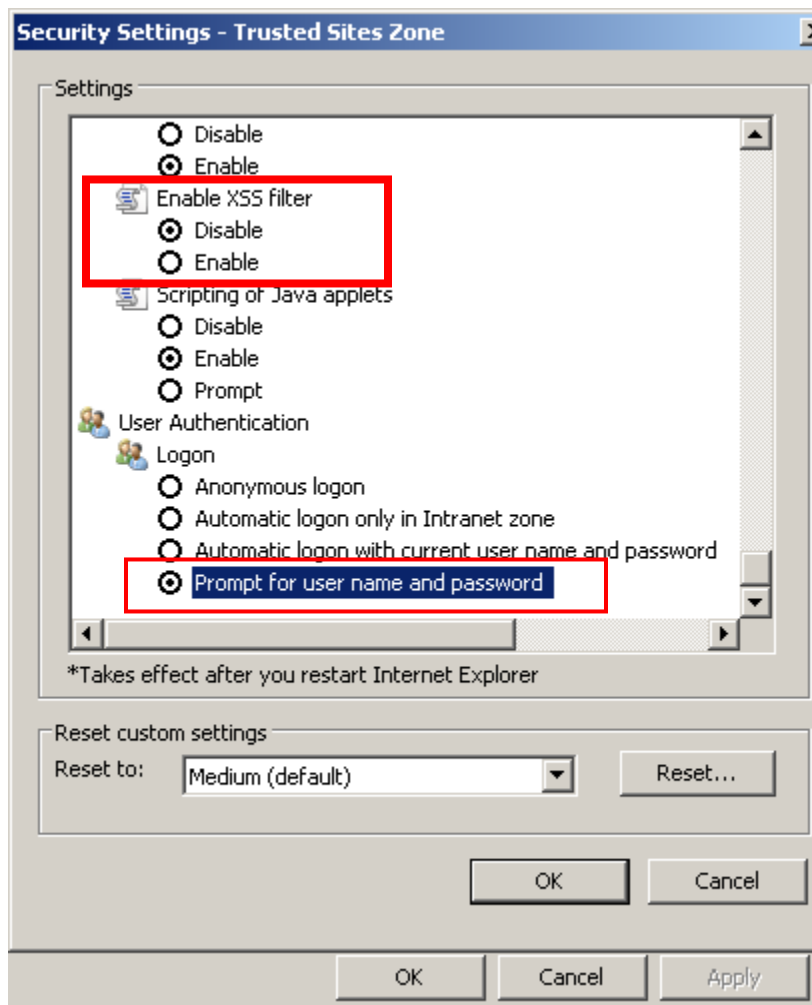 Security Settings - Trusted Sites Zone
Settings
Disable
Enable
Enable XSS filter
Disable
Enable
Scripting of Java applets
Disable
Enable
Prompt
User Authentication
Logon
Anonymous logon
Automatic logon only in Intranet zone
Automatic logon with current user name and password
Prompt for user name and password
*Takes effect after you restart Internet Explorer
Reset custom settings
Reset to: Medium (default) Reset...
OK Cancel
OK Cancel Apply